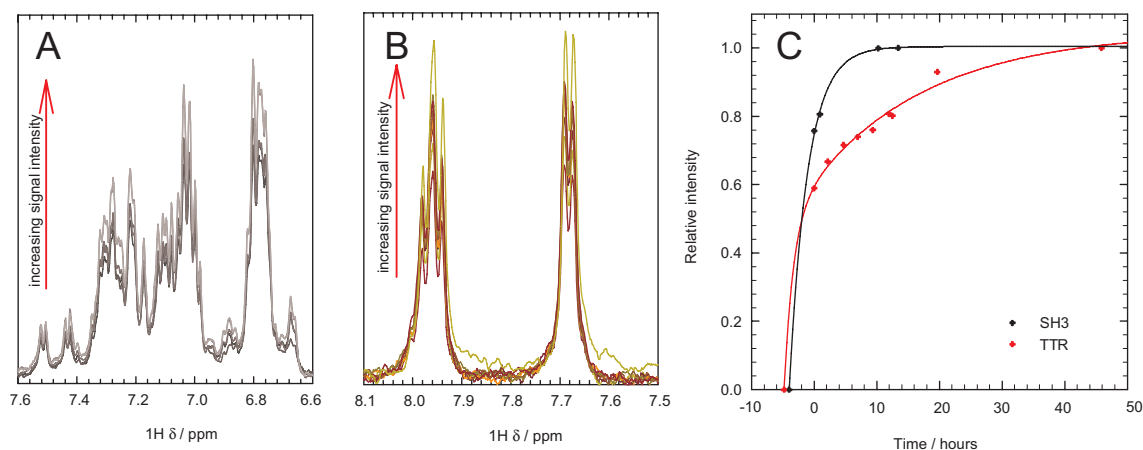 A
increasing signal intensity
7.6 7.4 7.2 7.0 6.8 6.6
1H δ / ppm
B
increasing signal intensity
8.1 8.0 7.9 7.8 7.7 7.6 7.5
1H δ / ppm
C
Relative intensity
1.0
0.8
0.6
0.4
0.2
0.0
SH3
TTR
-10 0 10 20 30 40 50
Time / hours